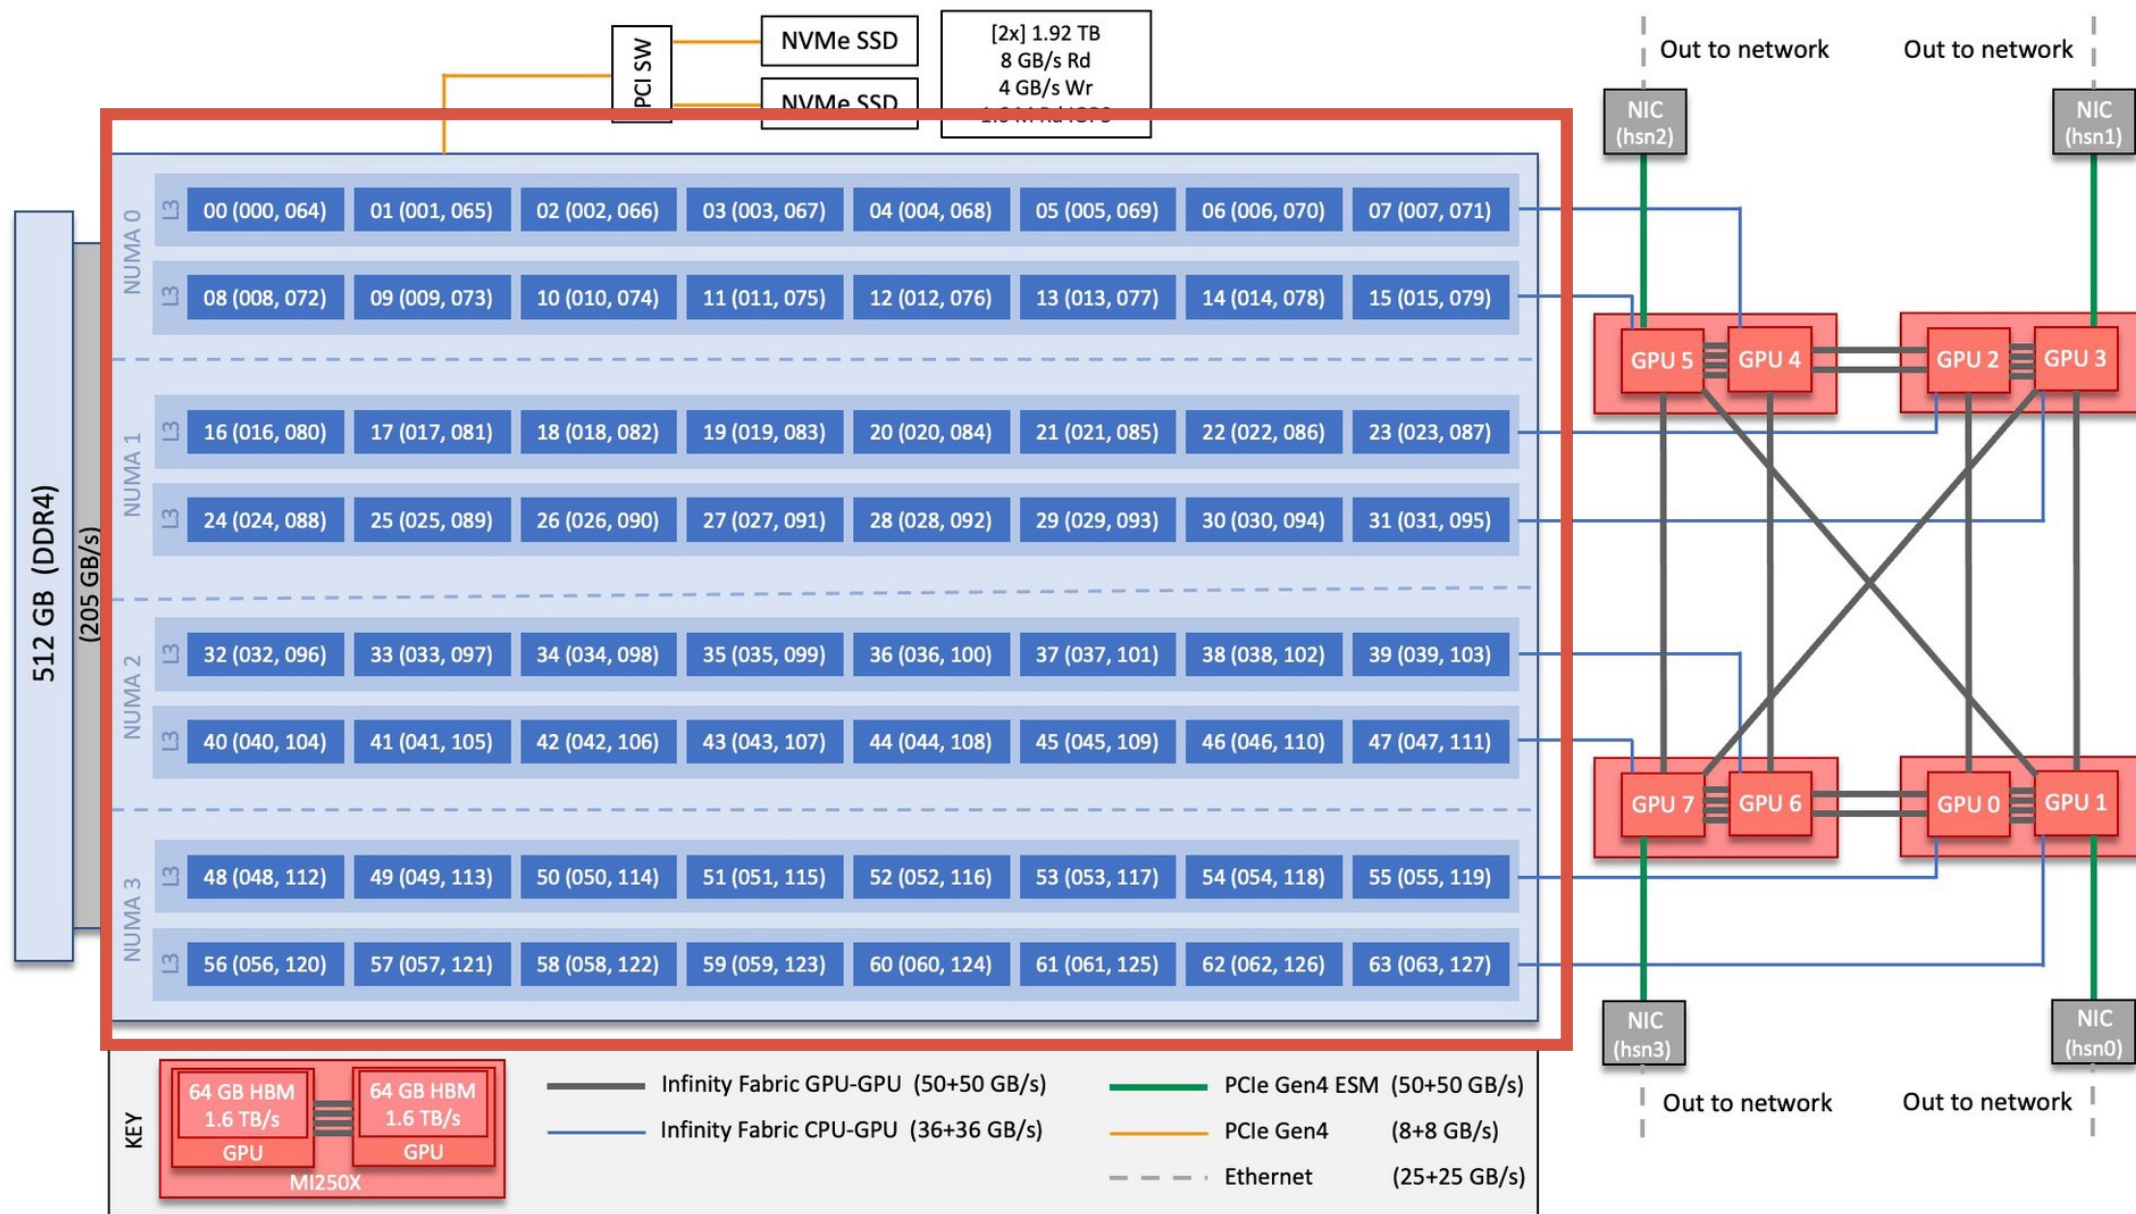 PCI SW
NVMe SSD
NVMe SSD
[2x] 1.92 TB
8 GB/s Rd
4 GB/s Wr
Out to network
Out to network
NIC
(hsn2)
NIC
(hsn1)
512 GB (DDR4)
(205 GB/s)
NUMA 0
L3
00 (000, 064) 01 (001, 065) 02 (002, 066) 03 (003, 067) 04 (004, 068) 05 (005, 069) 06 (006, 070) 07 (007, 071)
L3
08 (008, 072) 09 (009, 073) 10 (010, 074) 11 (011, 075) 12 (012, 076) 13 (013, 077) 14 (014, 078) 15 (015, 079)
NUMA 1
L3
16 (016, 080) 17 (017, 081) 18 (018, 082) 19 (019, 083) 20 (020, 084) 21 (021, 085) 22 (022, 086) 23 (023, 087)
L3
24 (024, 088) 25 (025, 089) 26 (026, 090) 27 (027, 091) 28 (028, 092) 29 (029, 093) 30 (030, 094) 31 (031, 095)
NUMA 2
L3
32 (032, 096) 33 (033, 097) 34 (034, 098) 35 (035, 099) 36 (036, 100) 37 (037, 101) 38 (038, 102) 39 (039, 103)
L3
40 (040, 104) 41 (041, 105) 42 (042, 106) 43 (043, 107) 44 (044, 108) 45 (045, 109) 46 (046, 110) 47 (047, 111)
NUMA 3
L3
48 (048, 112) 49 (049, 113) 50 (050, 114) 51 (051, 115) 52 (052, 116) 53 (053, 117) 54 (054, 118) 55 (055, 119)
L3
56 (056, 120) 57 (057, 121) 58 (058, 122) 59 (059, 123) 60 (060, 124) 61 (061, 125) 62 (062, 126) 63 (063, 127)
GPU 5 GPU 4 GPU 2 GPU 3
GPU 7 GPU 6 GPU 0 GPU 1
NIC
(hsn3)
NIC
(hsn0)
Out to network
Out to network
KEY
64 GB HBM
1.6 TB/s
GPU
64 GB HBM
1.6 TB/s
GPU
MI250X
Infinity Fabric GPU-GPU (50+50 GB/s)
Infinity Fabric CPU-GPU (36+36 GB/s)
PCIe Gen4 ESM (50+50 GB/s)
PCIe Gen4 (8+8 GB/s)
Ethernet (25+25 GB/s)